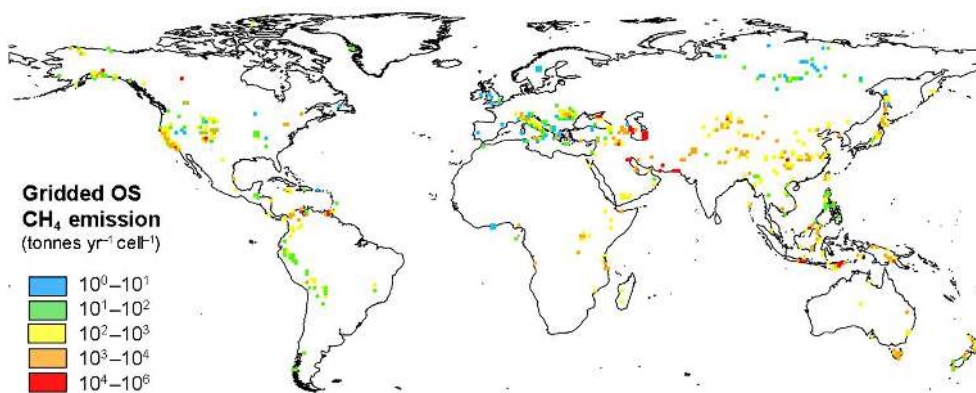 Gridded OS
CH₄ emission
(tonnes yr⁻¹ cell⁻¹)
10⁰–10¹
10¹–10²
10²–10³
10³–10⁴
10⁴–10⁶